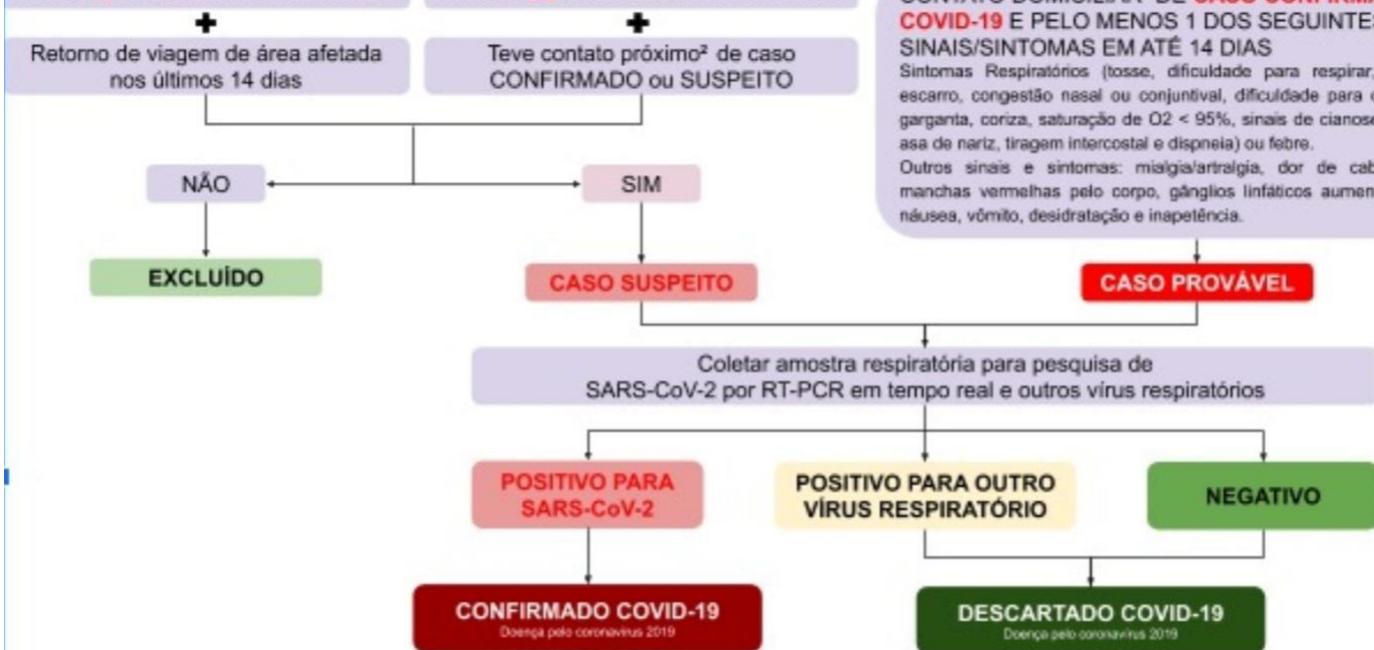 +
+
Retorno de viagem de área afetada
nos últimos 14 dias
Teve contato próximo² de caso
CONFIRMADO ou SUSPEITO
COVID-19 E PELO MENOS 1 DOS SEGUINTES
SINAIS/SINTOMAS EM ATÉ 14 DIAS
Sintomas Respiratórios (tosse, dificuldade para respirar,
escarro, congestão nasal ou conjuntival, dificuldade para
garganta, coriza, saturação de O2 < 95%, sinais de cianose
asa de nariz, tiragem intercostal e dispneia) ou febre.
Outros sinais e sintomas: mialgia/artralgia, dor de
manchas vermelhas pelo corpo, gânglios linfáticos
náusea, vômito, desidratação e inapetência.
NÃO
SIM
EXCLUÍDO
CASO SUSPEITO
CASO PROVÁVEL
Coletar amostra respiratória para pesquisa de
SARS-CoV-2 por RT-PCR em tempo real e outros vírus respiratórios
POSITIVO PARA
SARS-CoV-2
POSITIVO PARA OUTRO
VÍRUS RESPIRATÓRIO
NEGATIVO
CONFIRMADO COVID-19
Doença pelo coronavírus 2019
DESCARTADO COVID-19
Doença pelo coronavírus 2019